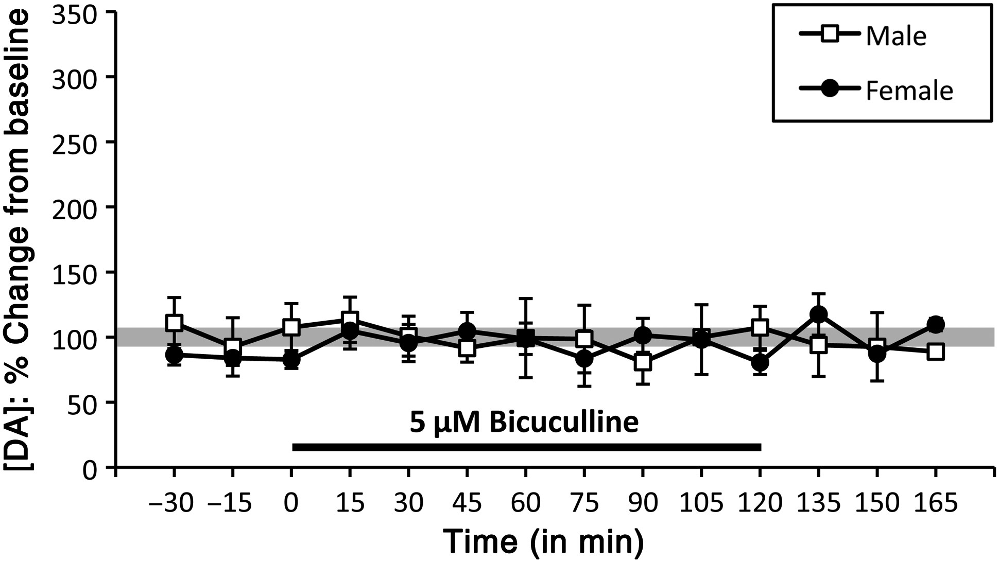 [DA]: % Change from baseline
350
300
250
200
150
100
50
0
Male
Female
5 µM Bicuculline
−30 −15 0 15 30 45 60 75 90 105 120 135 150 165
Time (in min)